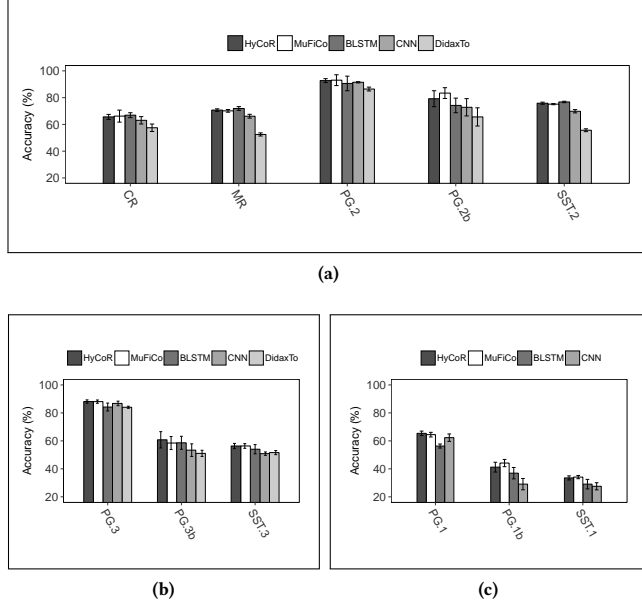 HyCoR MuFiCo BLSTM CNN DidaxTo
Accuracy (%)
100
80
60
40
20
CR MR PG.2 PG.2b SST.2
(a)
HyCoR MuFiCo BLSTM CNN DidaxTo
Accuracy (%)
100
80
60
40
20
PG.3 PG.3b SST.3
(b)
HyCoR MuFiCo BLSTM CNN
Accuracy (%)
100
80
60
40
20
PG.1 PG.1b SST.1
(c)